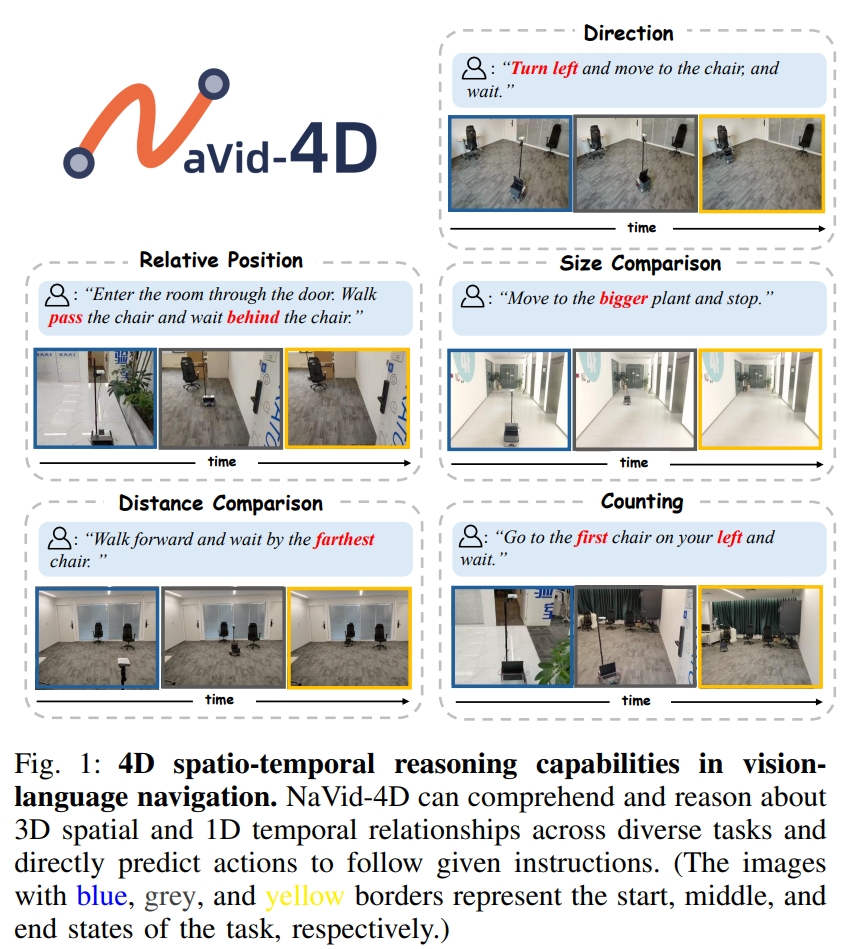 NaVid-4D
Direction
: “Turn left and move to the chair, and
wait.”
time
Relative Position
: “Enter the room through the door. Walk
pass the chair and wait behind the chair.”
time
Size Comparison
: “Move to the bigger plant and stop.”
time
Distance Comparison
: “Walk forward and wait by the farthest
chair. ”
time
Counting
: “Go to the first chair on your left and
wait.”
time
Fig. 1: 4D spatio-temporal reasoning capabilities in vision-
language navigation. NaVid-4D can comprehend and reason about
3D spatial and 1D temporal relationships across diverse tasks and
directly predict actions to follow given instructions. (The images
with blue, grey, and yellow borders represent the start, middle, and
end states of the task, respectively.)